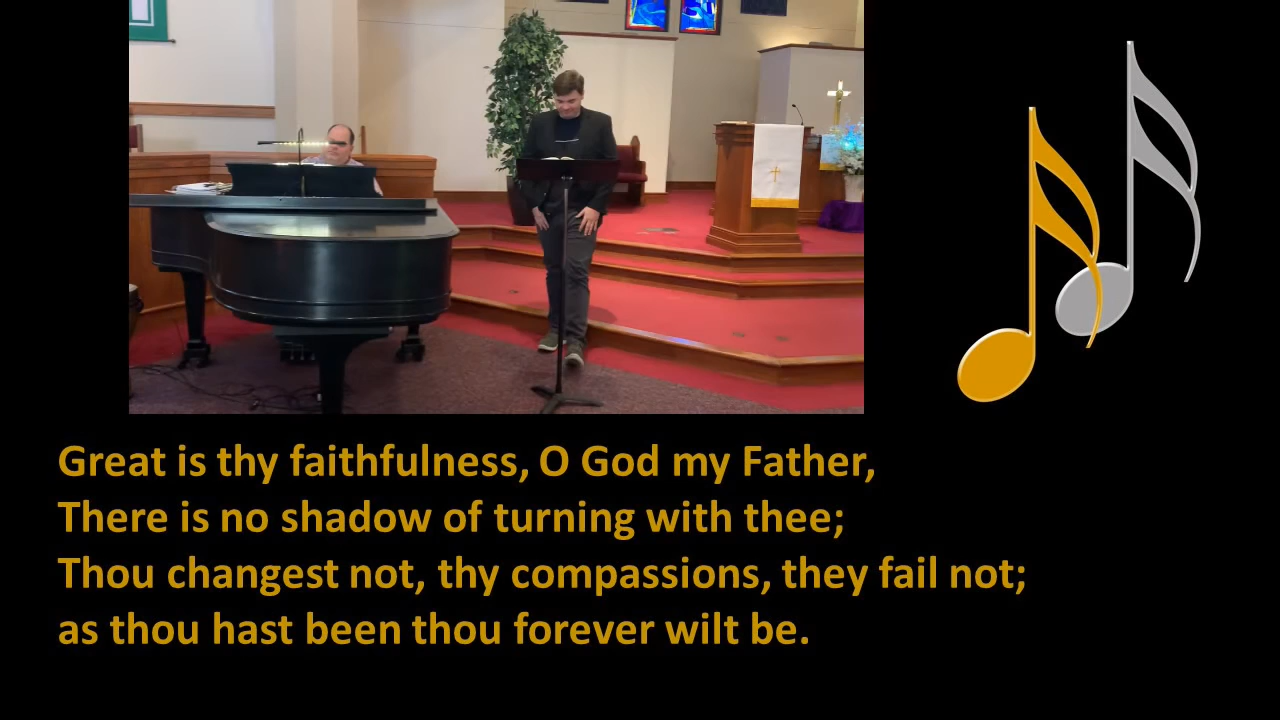 Great is thy faithfulness, O God my Father,
There is no shadow of turning with thee;
Thou changest not, thy compassions, they fail not;
as thou hast been thou forever wilt be.